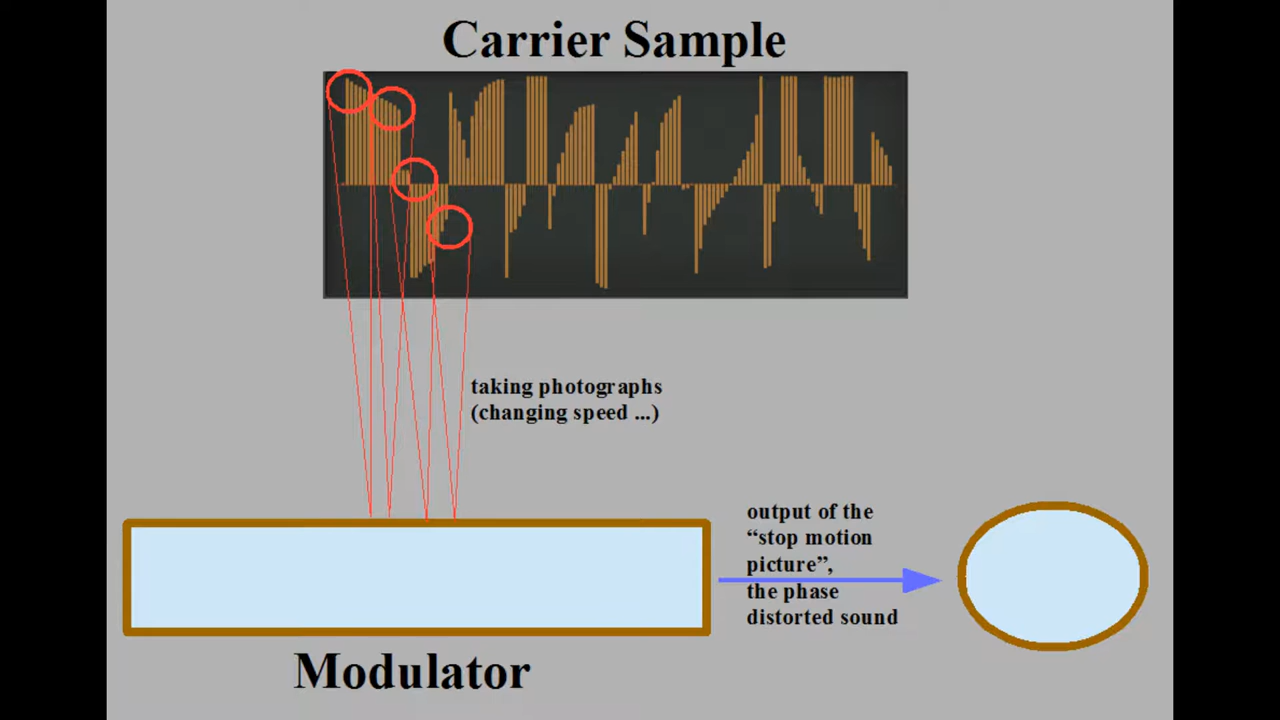 Carrier Sample
taking photographs
(changing speed ...)
output of the
“stop motion
picture”,
the phase
distorted sound
Modulator